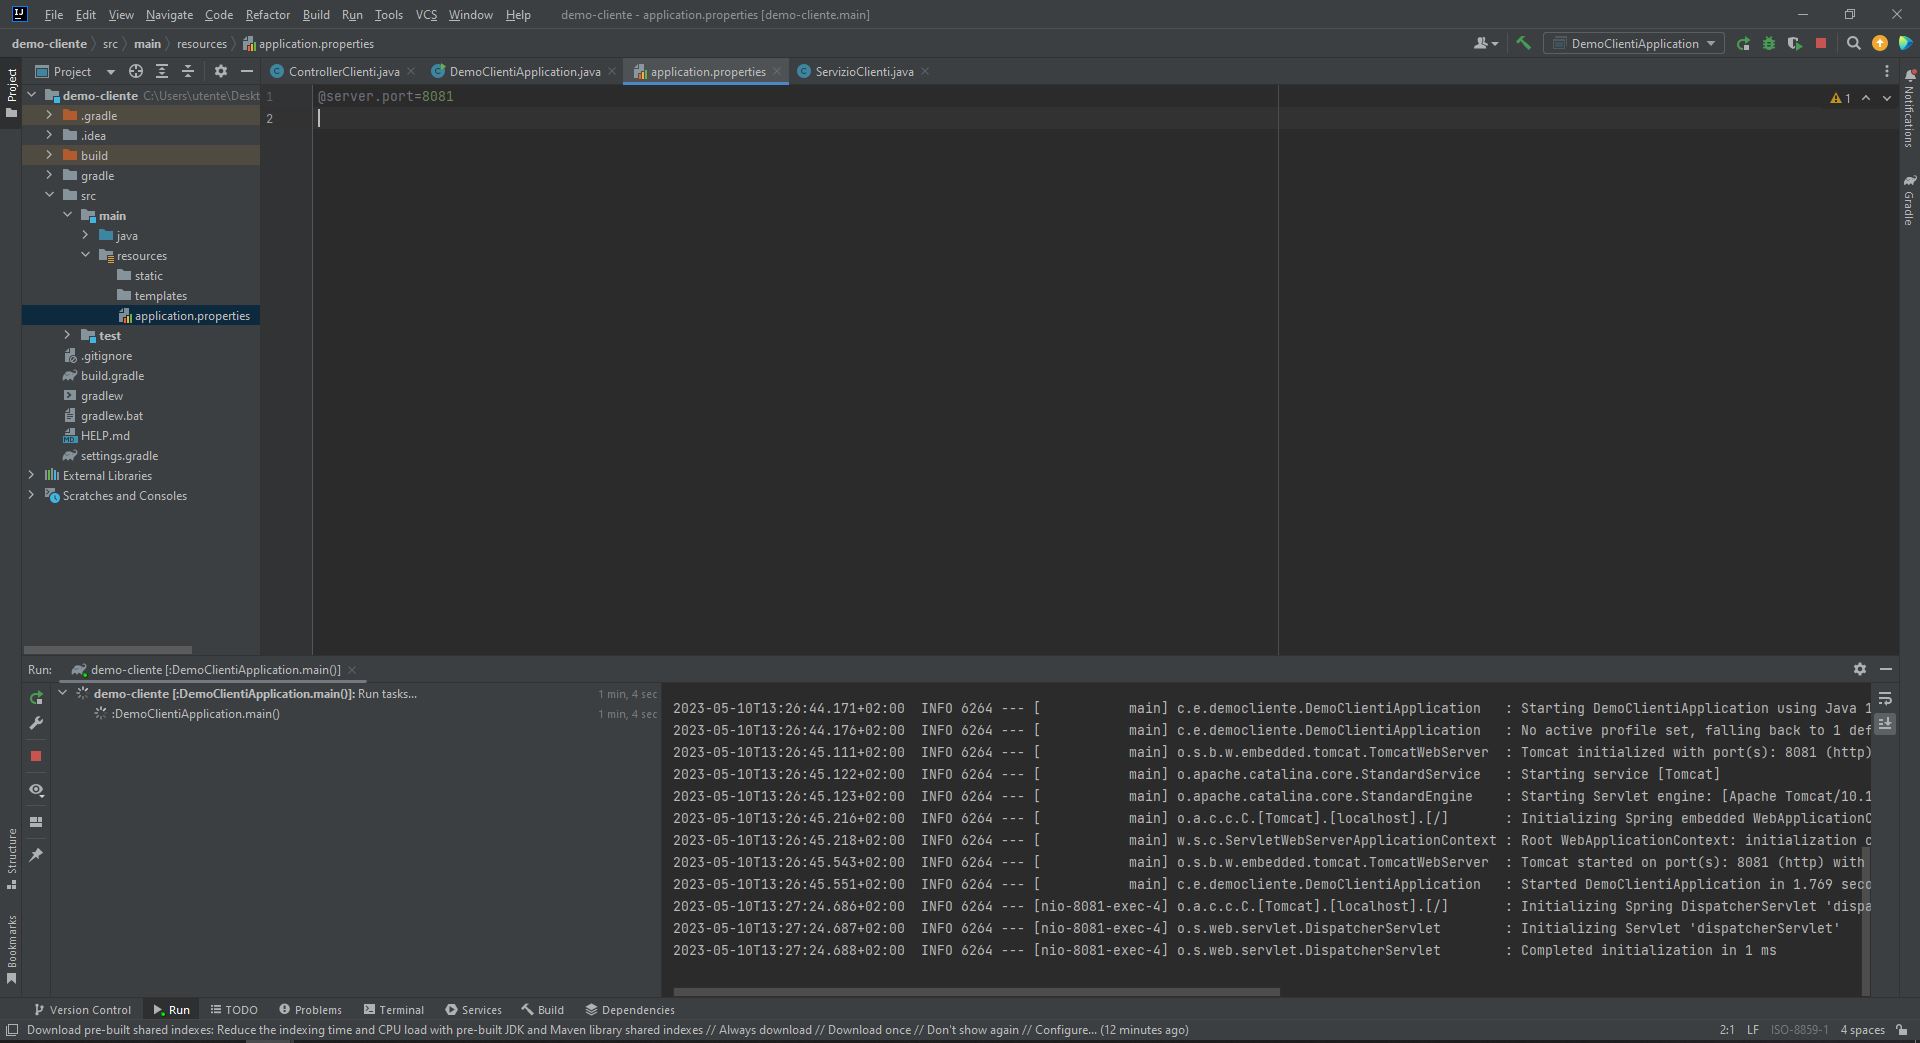 File Edit View Navigate Code Refactor Build Run Tools VCS Window Help demo-cliente - application.properties [demo-cliente.main]
demo-cliente src main resources application.properties DemoClientiApplication
Project ControllerClienti.java DemoClientiApplication.java application.properties ServizioClienti.java
demo-cliente C:\Users\utente\Deskt
.gradle
.idea
build
gradle
src
main
java
resources
static
templates
application.properties
test
.gitignore
build.gradle
gradlew
gradlew.bat
HELP.md
settings.gradle
External Libraries
Scratches and Consoles
1 @server.port=8081
2
1
Project
Structure
Bookmarks
Notifications
Gradle
Run: demo-cliente [:DemoClientiApplication.main()]
demo-cliente [:DemoClientiApplication.main()]: Run tasks... 1 min, 4 sec
:DemoClientiApplication.main() 1 min, 4 sec
2023-05-10T13:26:44.171+02:00 INFO 6264 --- [ main] c.e.democliente.DemoClientiApplication : Starting DemoClientiApplication using Java 1
2023-05-10T13:26:44.176+02:00 INFO 6264 --- [ main] c.e.democliente.DemoClientiApplication : No active profile set, falling back to 1 def
2023-05-10T13:26:45.111+02:00 INFO 6264 --- [ main] o.s.b.w.embedded.tomcat.TomcatWebServer : Tomcat initialized with port(s): 8081 (http)
2023-05-10T13:26:45.122+02:00 INFO 6264 --- [ main] o.apache.catalina.core.StandardService : Starting service [Tomcat]
2023-05-10T13:26:45.123+02:00 INFO 6264 --- [ main] o.apache.catalina.core.StandardEngine : Starting Servlet engine: [Apache Tomcat/10.1
2023-05-10T13:26:45.216+02:00 INFO 6264 --- [ main] o.a.c.c.C.[Tomcat].[localhost].[/] : Initializing Spring embedded WebApplicationC
2023-05-10T13:26:45.218+02:00 INFO 6264 --- [ main] w.s.c.ServletWebServerApplicationContext : Root WebApplicationContext: initialization c
2023-05-10T13:26:45.543+02:00 INFO 6264 --- [ main] o.s.b.w.embedded.tomcat.TomcatWebServer : Tomcat started on port(s): 8081 (http) with
2023-05-10T13:26:45.551+02:00 INFO 6264 --- [ main] c.e.democliente.DemoClientiApplication : Started DemoClientiApplication in 1.769 seco
2023-05-10T13:27:24.686+02:00 INFO 6264 --- [nio-8081-exec-4] o.a.c.c.C.[Tomcat].[localhost].[/] : Initializing Spring DispatcherServlet 'dispa
2023-05-10T13:27:24.687+02:00 INFO 6264 --- [nio-8081-exec-4] o.s.web.servlet.DispatcherServlet : Initializing Servlet 'dispatcherServlet'
2023-05-10T13:27:24.688+02:00 INFO 6264 --- [nio-8081-exec-4] o.s.web.servlet.DispatcherServlet : Completed initialization in 1 ms
Version Control Run TODO Problems Terminal Services Build Dependencies
Download pre-built shared indexes: Reduce the indexing time and CPU load with pre-built JDK and Maven library shared indexes // Always download // Download once // Don't show again // Configure... (12 minutes ago) 2:1 LF ISO-8859-1 4 spaces